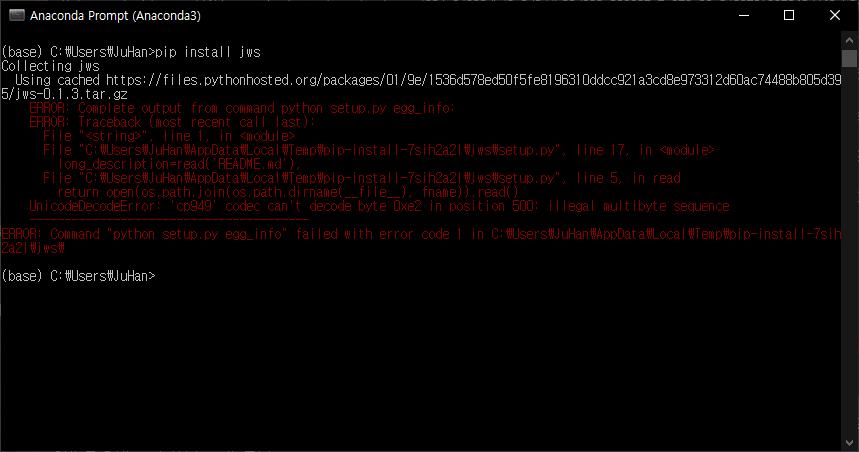 Anaconda Prompt (Anaconda3)
(base) C:₩Users₩JuHan>pip install jws
Collecting jws
Using cached https://files.pythonhosted.org/packages/01/9e/1536d578ed50f5fe8196310ddcc921a3cd8e973312d60ac74488b805d39
5/jws-0.1.3.tar.gz
ERROR: Complete output from command python setup.py egg_info:
ERROR: Traceback (most recent call last):
File "<string>", line 1, in <module>
File "C:₩Users₩JuHan₩AppData₩Local₩Temp₩pip-install-7sih2a2l₩jws₩setup.py", line 17, in <module>
long_description=read('README.md'),
File "C:₩Users₩JuHan₩AppData₩Local₩Temp₩pip-install-7sih2a2l₩jws₩setup.py", line 5, in read
return open(os.path.join(os.path.dirname(__file__), fname)).read()
UnicodeDecodeError: 'cp949' codec can't decode byte 0xe2 in position 500: illegal multibyte sequence
----------------------------------------
ERROR: Command "python setup.py egg_info" failed with error code 1 in C:₩Users₩JuHan₩AppData₩Local₩Temp₩pip-install-7sih
2a2l₩jws₩
(base) C:₩Users₩JuHan>